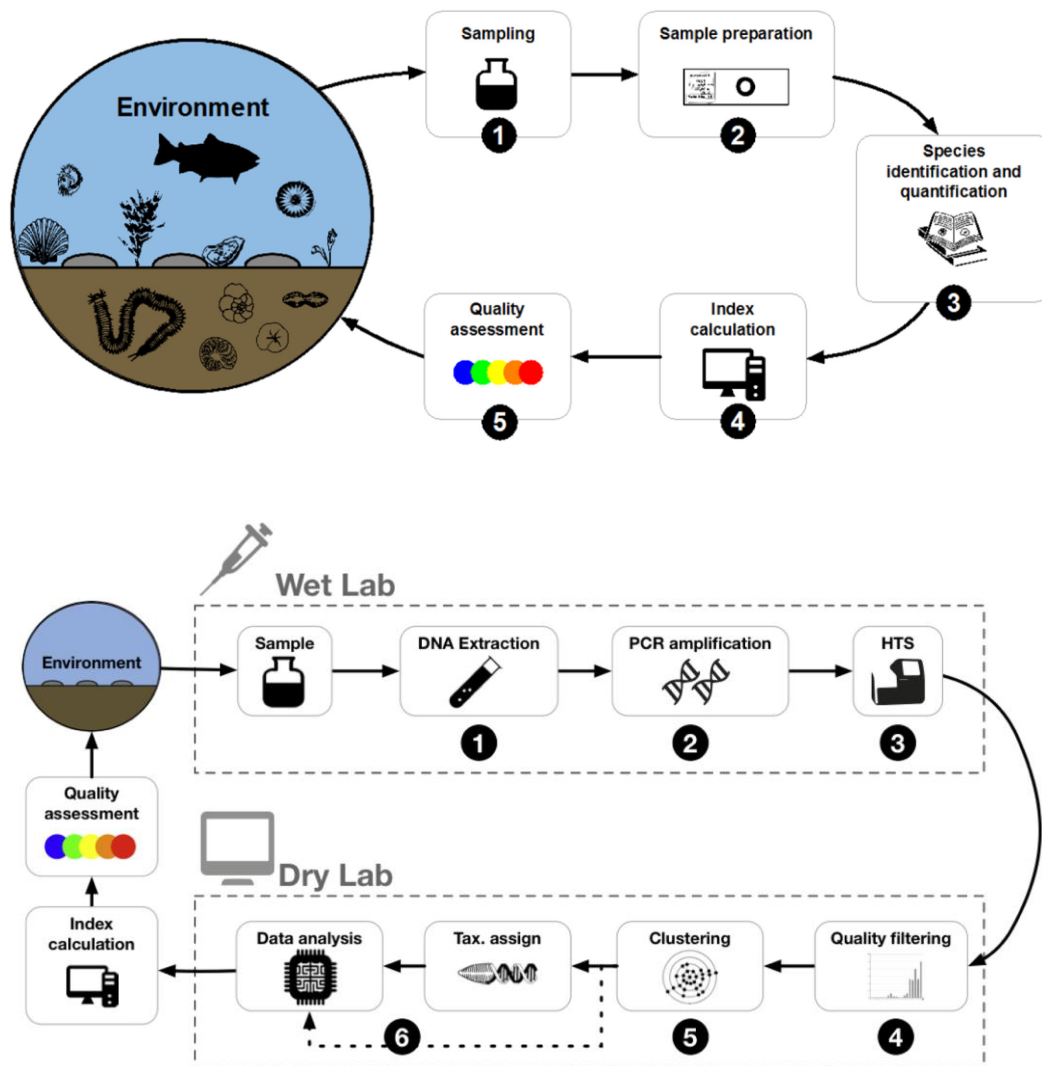 Environment
Sampling
1
Sample preparation
2
Species
identification and
quantification
3
Index
calculation
4
Quality
assessment
5
Wet Lab
Environment
Sample
DNA Extraction
1
PCR amplification
2
HTS
3
Dry Lab
Quality filtering
4
Clustering
5
Tax. assign
Data analysis
6
Index
calculation
Quality
assessment